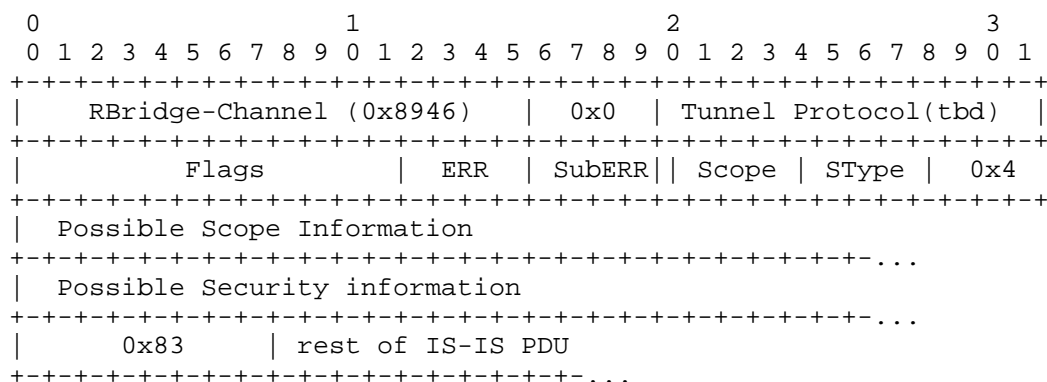 0                   1                   2                   3
 0 1 2 3 4 5 6 7 8 9 0 1 2 3 4 5 6 7 8 9 0 1 2 3 4 5 6 7 8 9 0 1
+-+-+-+-+-+-+-+-+-+-+-+-+-+-+-+-+-+-+-+-+-+-+-+-+-+-+-+-+-+-+-+-+
|    RBridge-Channel (0x8946)   |  0x0  | Tunnel Protocol(tbd)  |
+-+-+-+-+-+-+-+-+-+-+-+-+-+-+-+-+-+-+-+-+-+-+-+-+-+-+-+-+-+-+-+-+
|          Flags        |  ERR  | SubERR|| Scope | SType |  0x4
+-+-+-+-+-+-+-+-+-+-+-+-+-+-+-+-+-+-+-+-+-+-+-+-+-+-+-+-+-+-+-+-+
|  Possible Scope Information
+-+-+-+-+-+-+-+-+-+-+-+-+-+-+-+-+-+-+-+-+-+-+-+-+-+-+-...
|  Possible Security information
+-+-+-+-+-+-+-+-+-+-+-+-+-+-+-+-+-+-+-+-+-+-+-+-+-+-+-...
|      0x83     | rest of IS-IS PDU
+-+-+-+-+-+-+-+-+-+-+-+-+-+-+-+-+-+-...